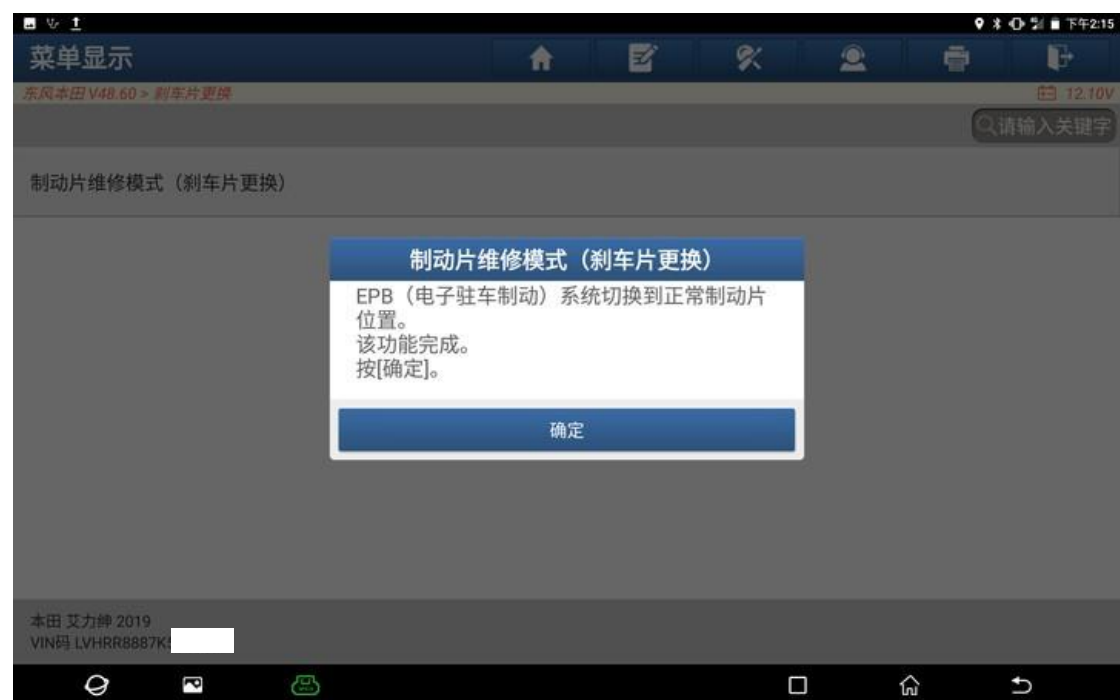 下午2:15
菜单显示
东风本田 V48.60 > 刹车片更换
12.10V
请输入关键字
制动片维修模式（刹车片更换）
制动片维修模式（刹车片更换）
EPB（电子驻车制动）系统切换到正常制动片
位置。
该功能完成。
按[确定]。
确定
本田 艾力绅 2019
VIN码 LVHRR8887K